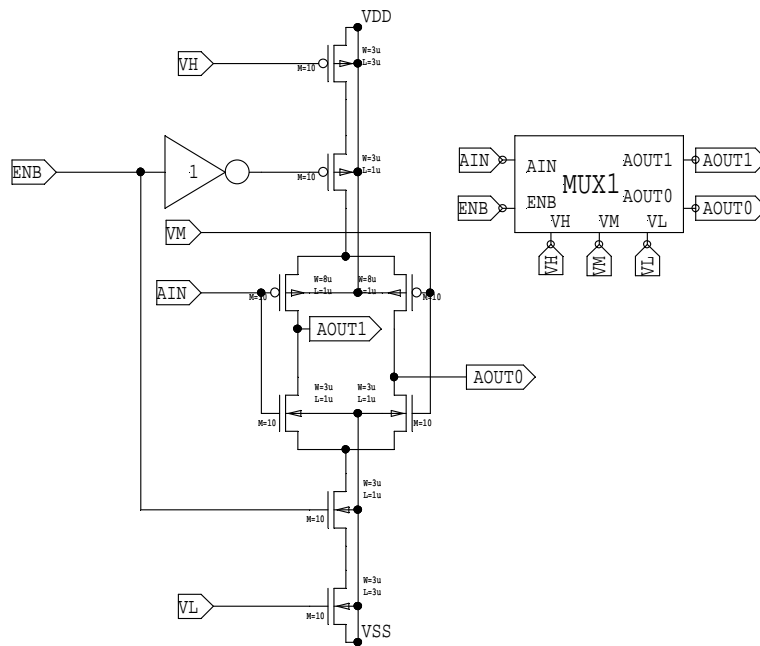 VDD
VH
W=3u
L=3u
M=10
ENB
1
W=3u
L=1u
M=10
VM
AIN
W=8u
L=1u
W=8u
L=1u
M=10
M=10
AOUT1
AOUT0
W=3u
L=1u
W=3u
L=1u
M=10
M=10
W=3u
L=1u
M=10
VL
W=3u
L=3u
M=10
VSS
AIN
ENB
AIN
ENB
MUX1
AOUT1
AOUT0
AOUT1
AOUT0
VH
VM
VL
VH
VM
VL